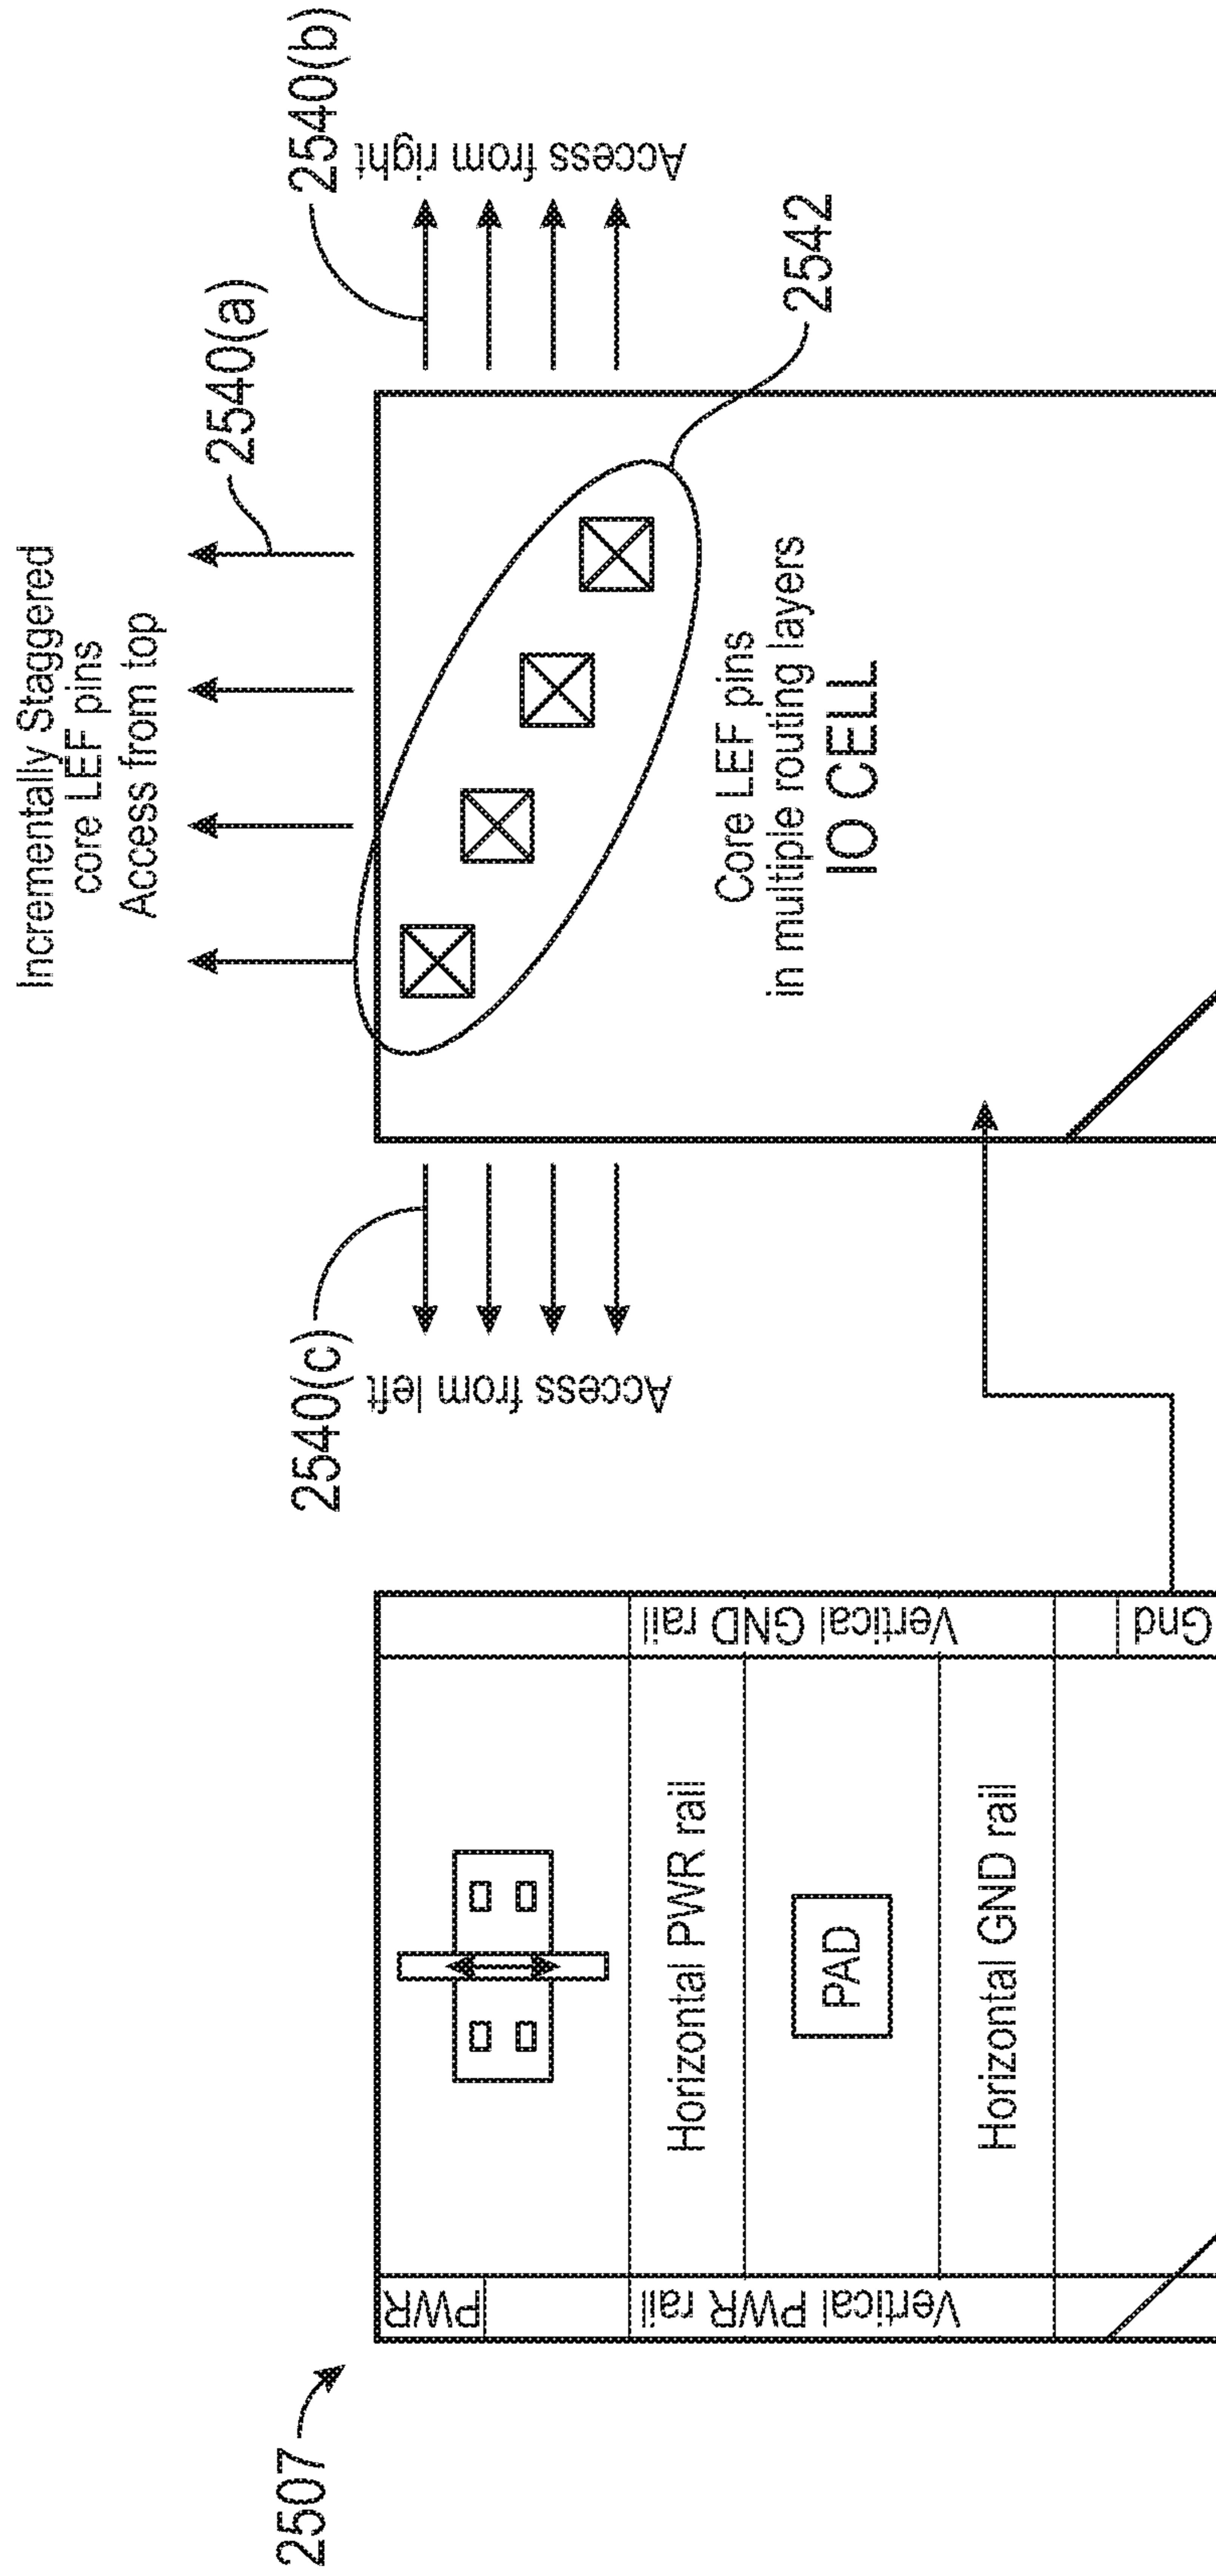 Incrementally Staggered
core LEF pins
Access from top
2540(a)
2540(b)
Access from right
2542
2540(c)
Access from left
Core LEF pins
in multiple routing layers
IO CELL
2507
PWR
Vertical PWR rail
Horizontal PWR rail
PAD
Horizontal GND rail
Vertical GND rail
Gnd